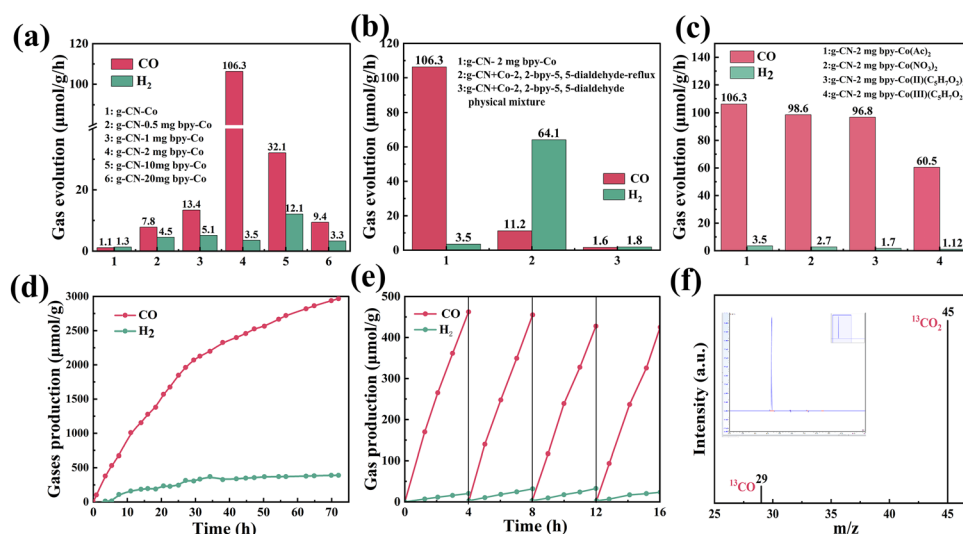 (a)
Gas evolution (μmol/g/h)
100
80
20
0
CO
H₂
106.3
32.1
1.1 1.3
7.8
4.5
13.4
5.1
3.5
12.1
9.4
3.3
1: g-CN-Co
2: g-CN-0.5 mg bpy-Co
3: g-CN-1 mg bpy-Co
4: g-CN-2 mg bpy-Co
5: g-CN-10mg bpy-Co
6: g-CN-20mg bpy-Co
1 2 3 4 5 6
(b)
Gas evolution (μmol/g/h)
120
100
80
60
40
20
0
106.3
1:g-CN- 2 mg bpy-Co
2:g-CN+Co-2, 2-bpy-5, 5-dialdehyde-reflux
3:g-CN+Co-2, 2-bpy-5, 5-dialdehyde
physical mixture
64.1
CO
H₂
3.5
11.2
1.6 1.8
1 2 3
(c)
Gas evolution (μmol/g/h)
140
120
100
80
60
40
20
0
CO
H₂
1:g-CN-2 mg bpy-Co(Ac)₂
2:g-CN-2 mg bpy-Co(NO₃)₂
3:g-CN-2 mg bpy-Co(II)(C₅H₇O₂)
4:g-CN-2 mg bpy-Co(III)(C₅H₇O₂)
106.3
98.6
96.8
60.5
3.5
2.7
1.7
1.12
1 2 3 4
(d)
Gases production (μmol/g)
3000
2500
2000
1500
1000
500
0
CO
H₂
0 10 20 30 40 50 60 70
Time (h)
(e)
Gas production (μmol/g)
500
400
300
200
100
0
CO
H₂
0 4 8 12 16
Time (h)
(f)
Intensity (a.u.)
45
¹³CO₂
¹³CO
29
25 29 33 37 41 45
m/z